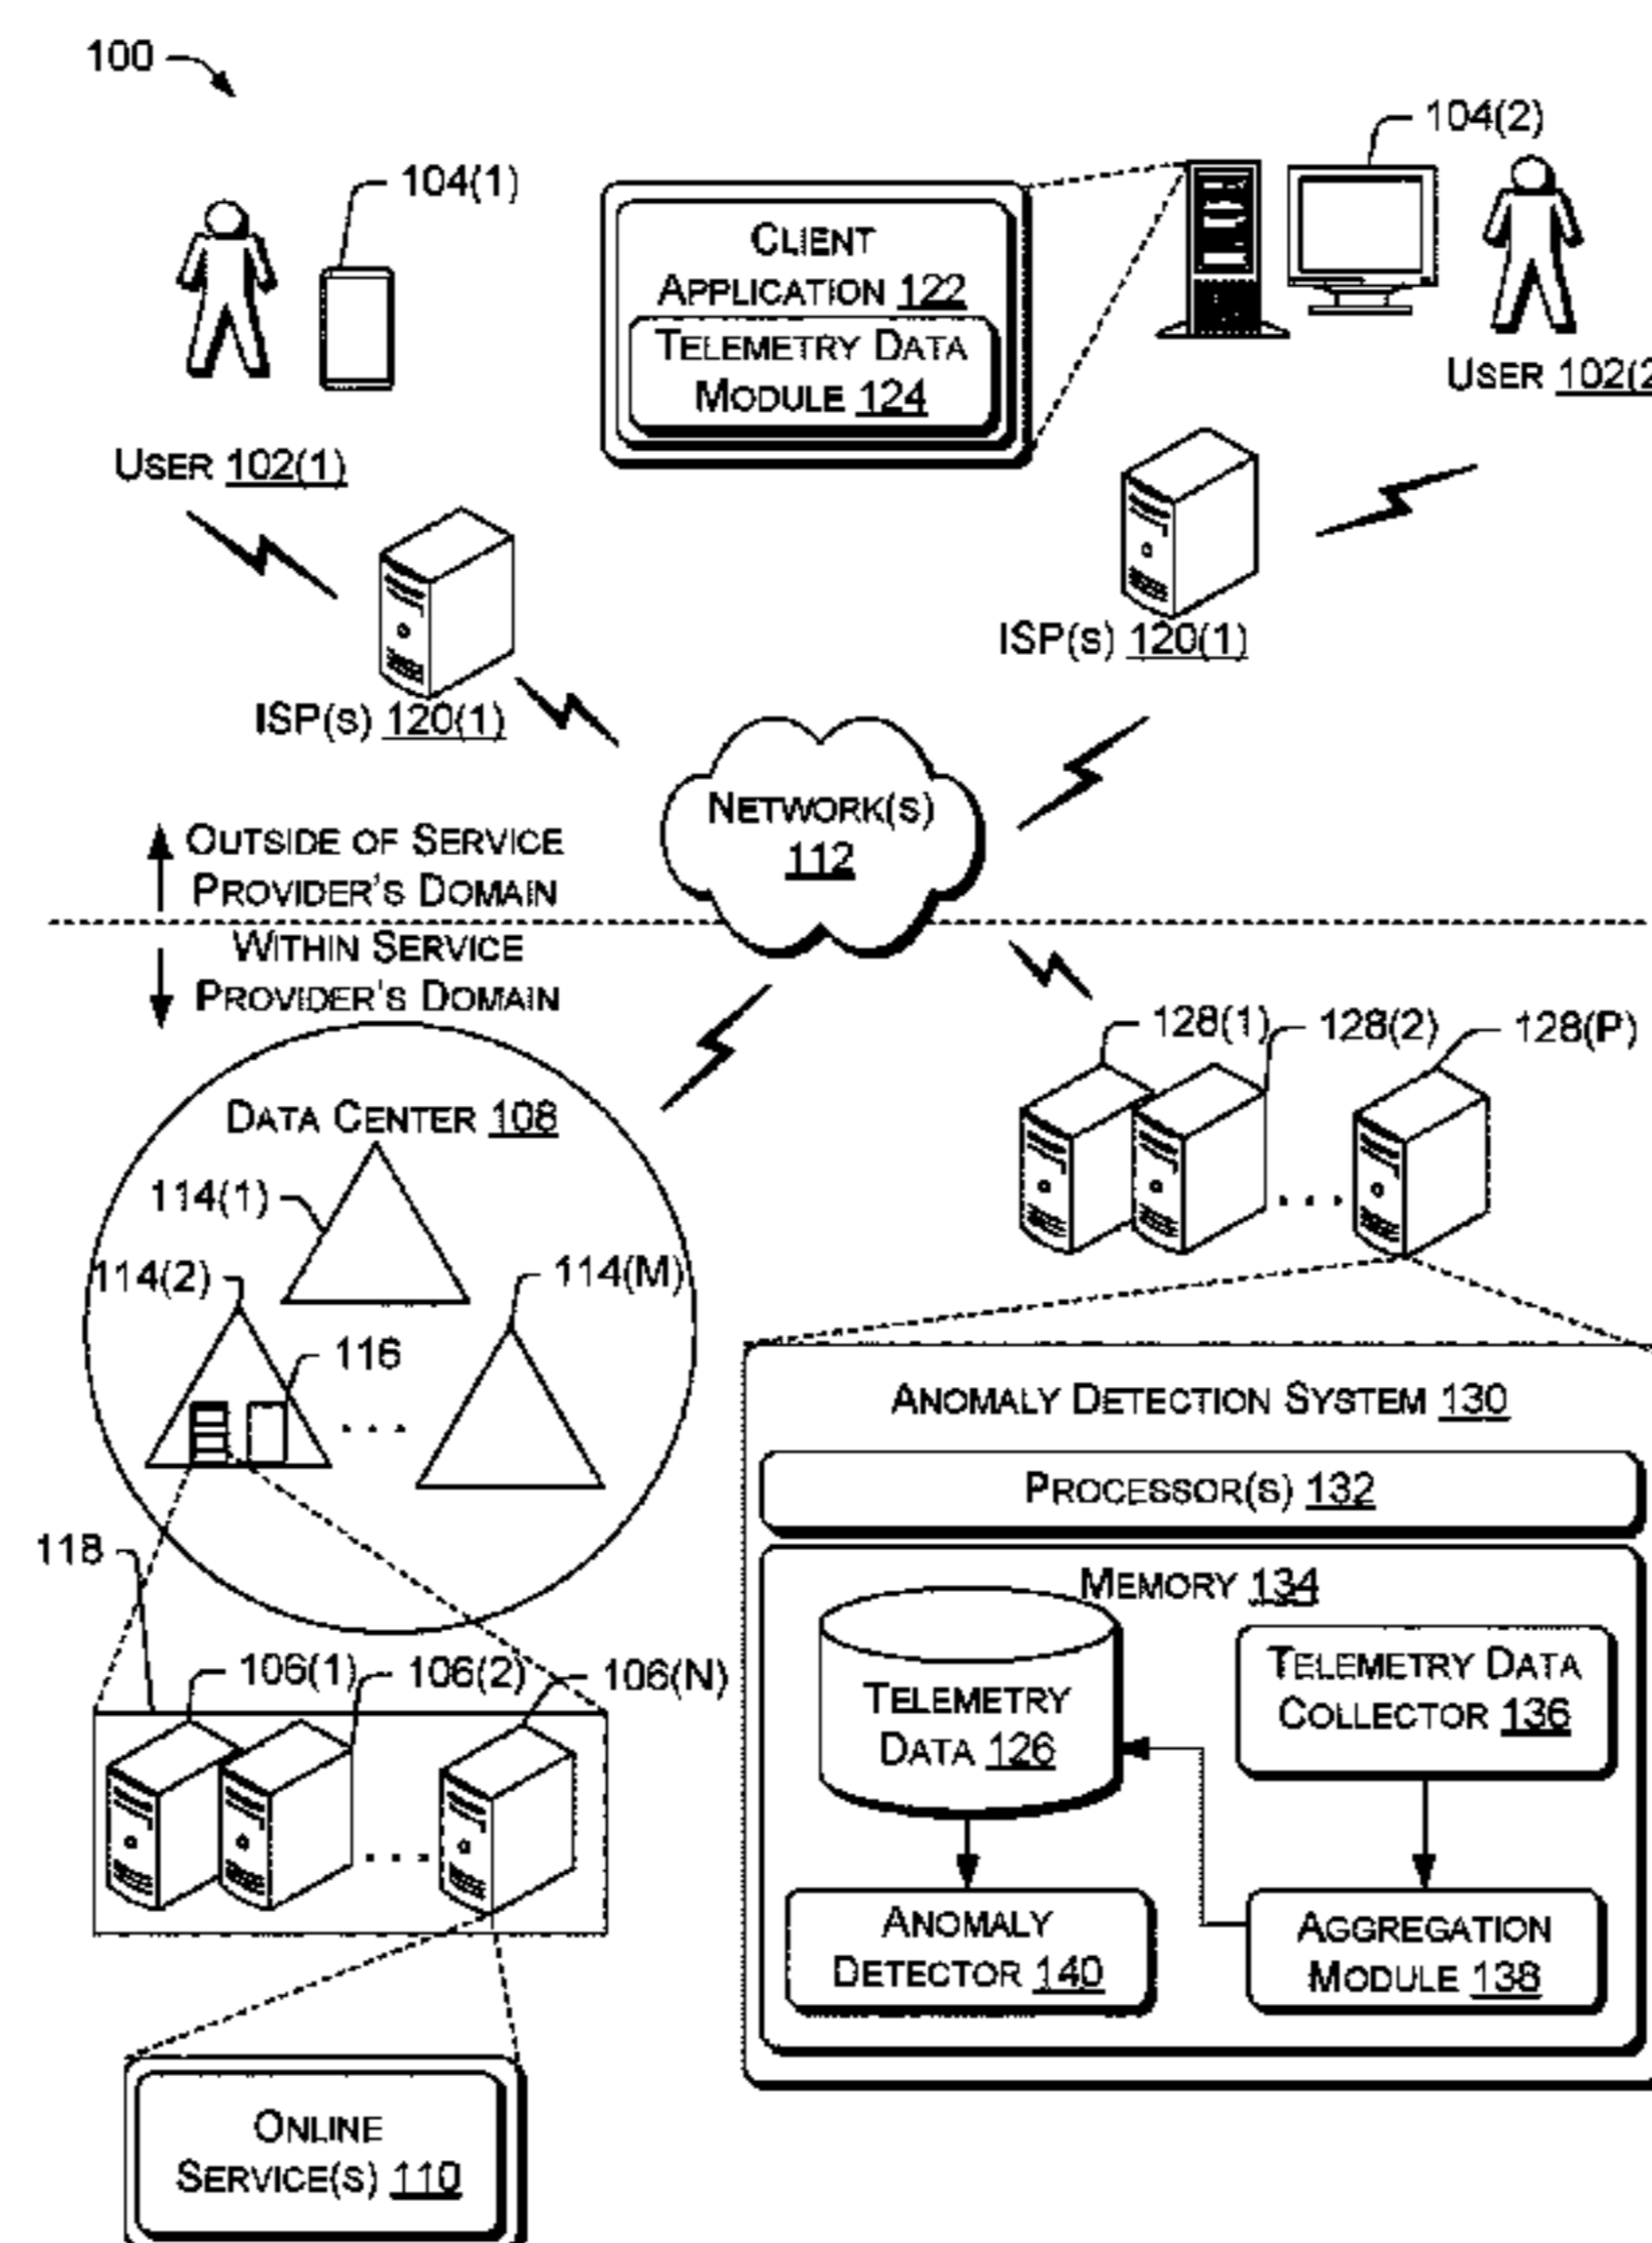 100
104(2)
104(1)
CLIENT
APPLICATION 122
TELEMETRY DATA
MODULE 124
USER 102(2
USER 102(1)
ISP(S) 120(1)
ISP(S) 120(1)
NETWORK(S)
112
OUTSIDE OF SERVICE
PROVIDER'S DOMAIN
WITHIN SERVICE
PROVIDER'S DOMAIN
128(1)
128(2)
128(P)
DATA CENTER 108
114(1)
114(2)
114(M)
116
...
...
ANOMALY DETECTION SYSTEM 130
PROCESSOR(S) 132
118
MEMORY 134
106(1)
106(2)
106(N)
...
TELEMETRY
DATA 126
TELEMETRY DATA
COLLECTOR 136
ANOMALY
DETECTOR 140
AGGREGATION
MODULE 138
ONLINE
SERVICE(S) 110